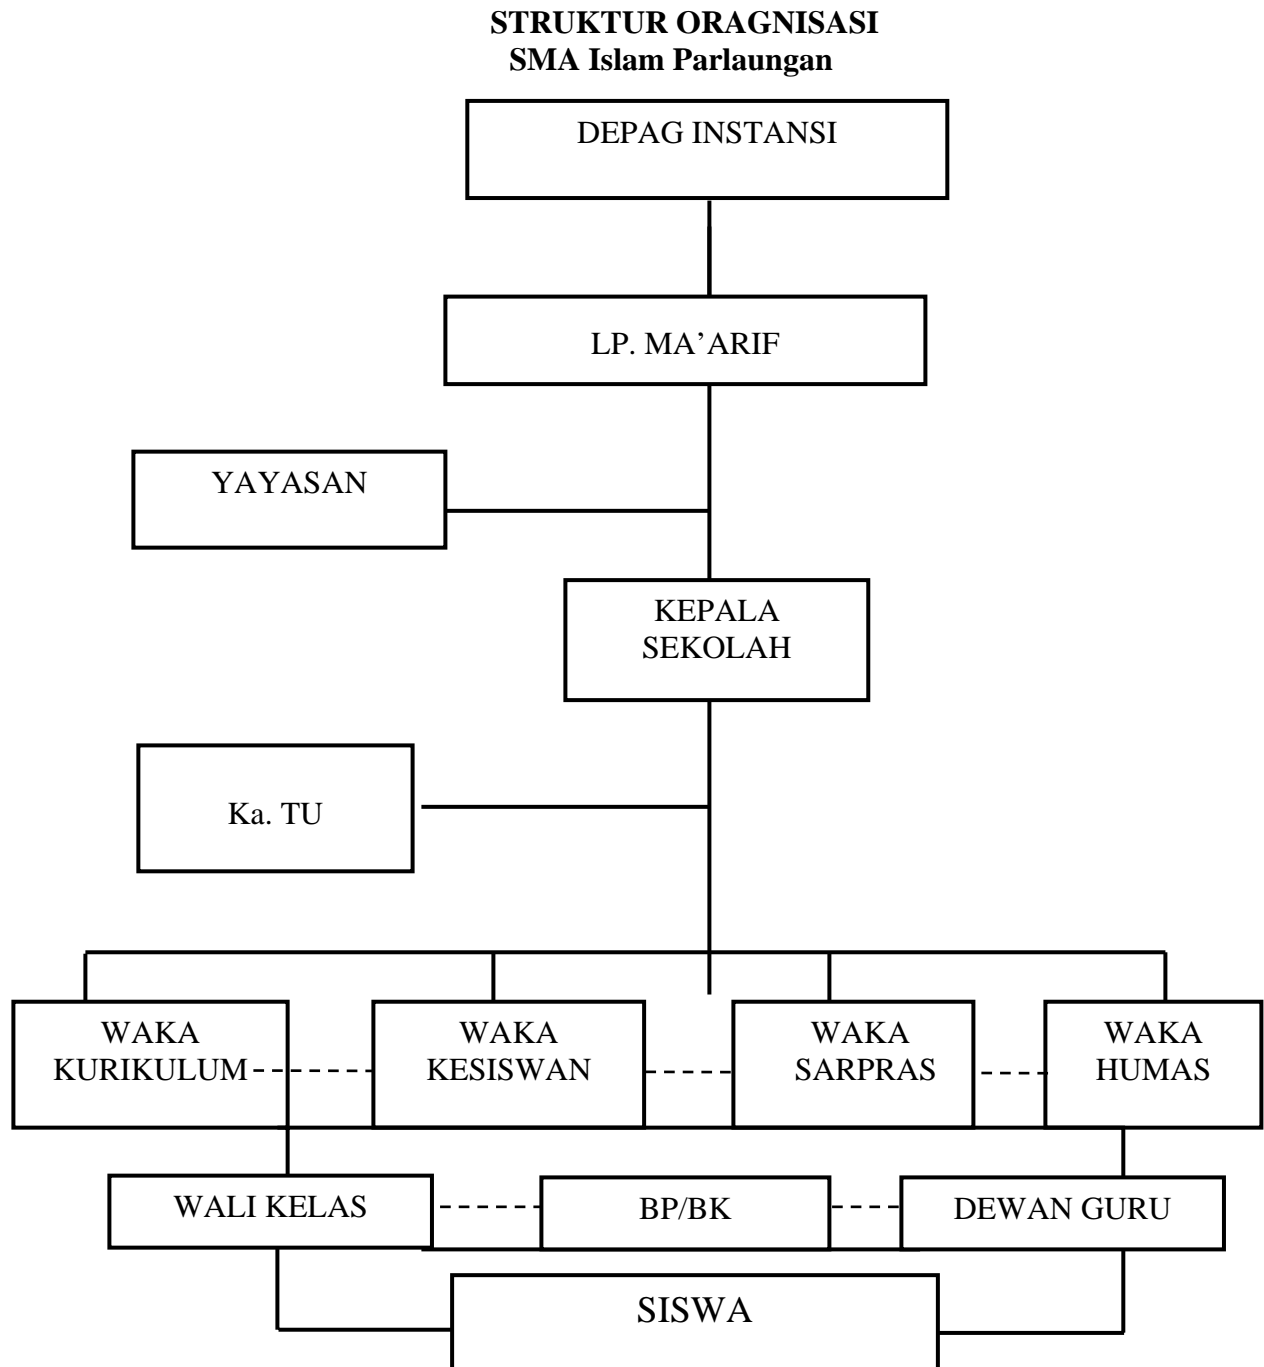 STRUKTUR ORAGNISASI
SMA Islam Parlaungan
DEPAG INSTANSI
LP. MA’ARIF
YAYASAN
KEPALA
SEKOLAH
Ka. TU
WAKA
KURIKULUM
WAKA
KESISWAN
WAKA
SARPRAS
WAKA
HUMAS
WALI KELAS
BP/BK
DEWAN GURU
SISWA